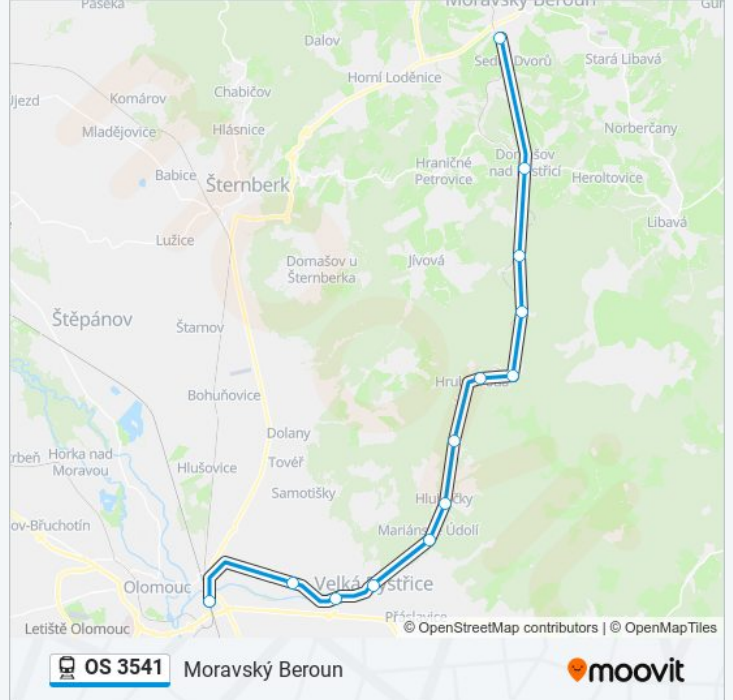 Paseka
Moravský Beroun
Dalov
Sedm Dvorů
Stará Libavá
Horní Loděnice
Újezd
Chabičov
Komárov
Mladějovice
Hlásnice
Norberčany
Domašov
nad Bystřicí
Hraničné
Petrovice
Babice
Šternberk
Heroltovice
Libavá
Lužice
Domašov u
Šternberka
Jívová
Štěpánov
Štarnov
Hrubá Voda
Bohuňovice
Dolany
Horka nad
Moravou
Tovéř
Hlušovice
Samotišky
Hlubočky
Mariánské Údolí
ov-Břuchotín
Olomouc
Velká Bystřice
Přáslavice
Letiště Olomouc
© OpenStreetMap contributors | © OpenMapTiles
OS 3541
Moravský Beroun
moovit